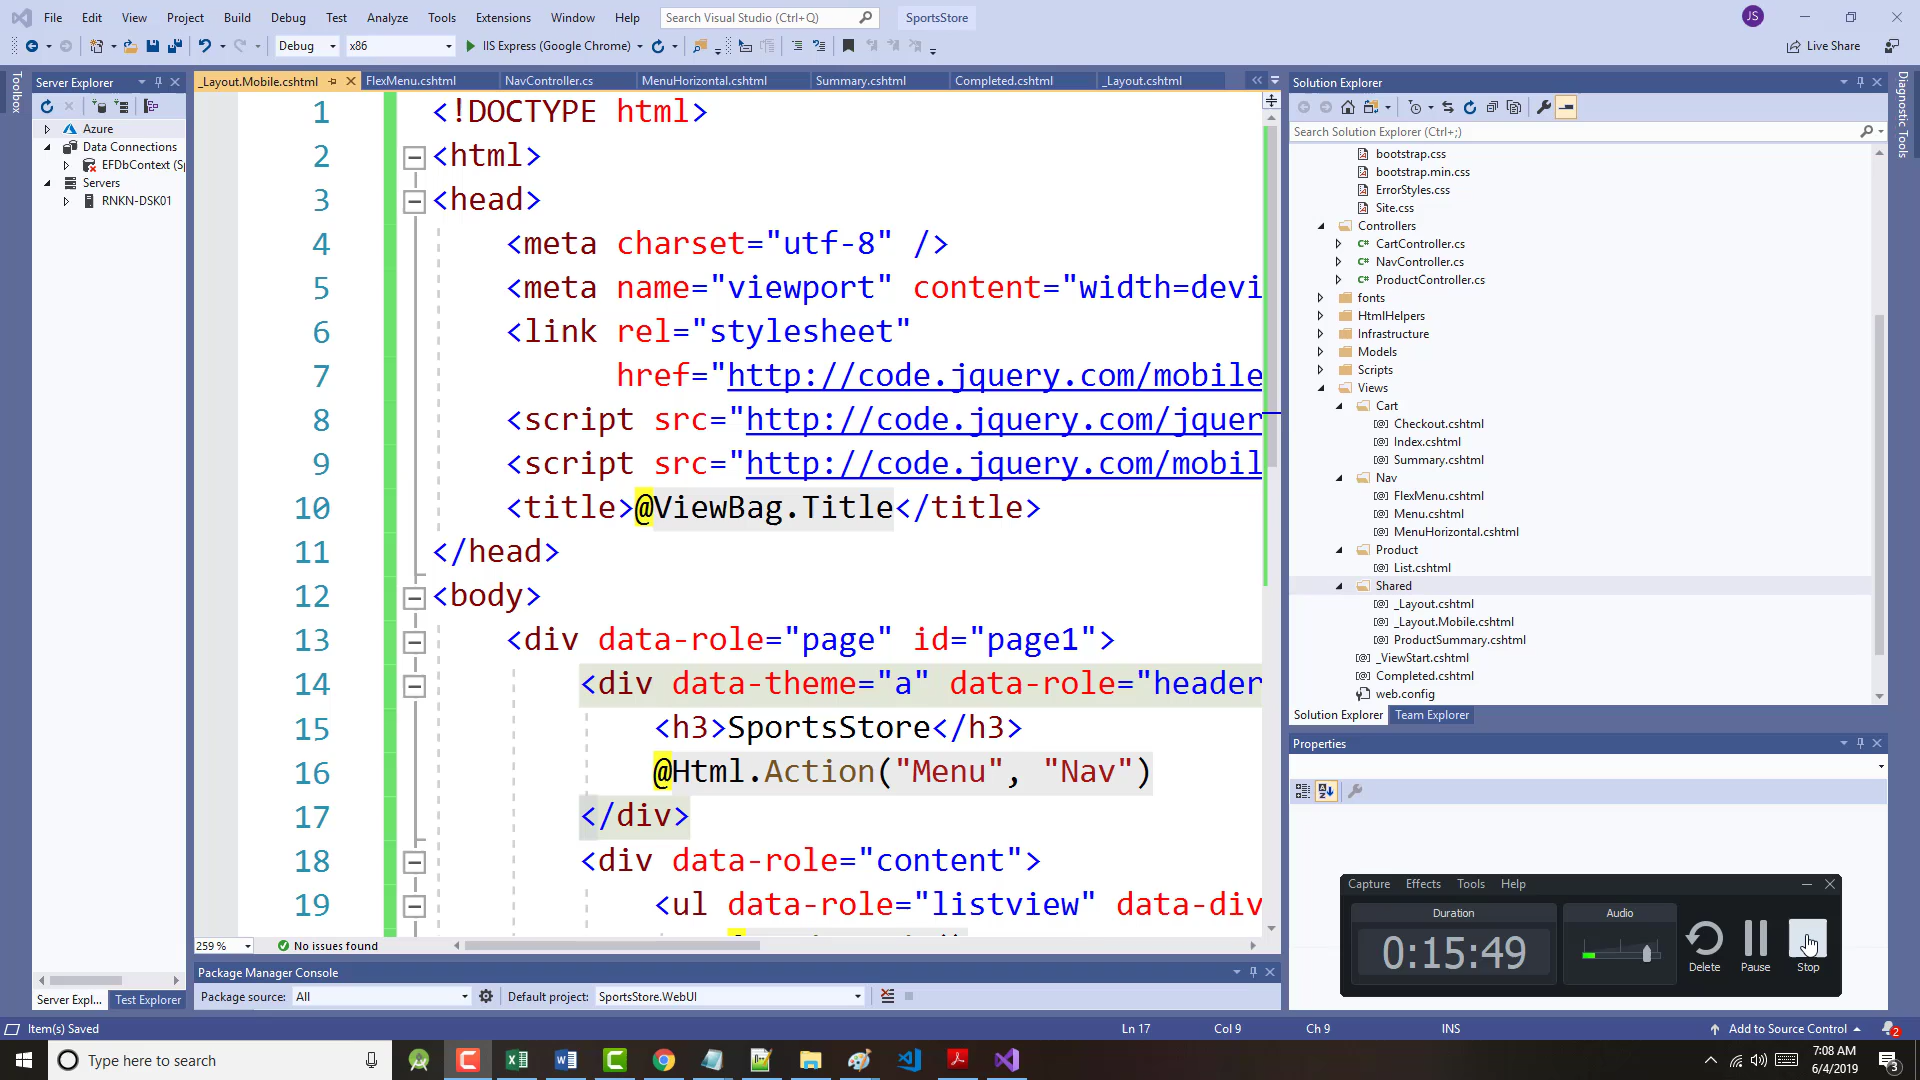 File Edit View Project Build Debug Test Analyze Tools Extensions Window Help Search Visual Studio (Ctrl+Q) SportsStore JS
Debug x86 IIS Express (Google Chrome) Live Share
Toolbox
Server Explorer
Azure
Data Connections
EFDbContext (S
Servers
RNKN-DSK01
Server Expl... Test Explorer
_Layout.Mobile.cshtml FlexMenu.cshtml NavController.cs MenuHorizontal.cshtml Summary.cshtml Completed.cshtml _Layout.cshtml
1 <!DOCTYPE html>
2 <html>
3 <head>
4 <meta charset="utf-8" />
5 <meta name="viewport" content="width=devi
6 <link rel="stylesheet"
7 href="http://code.jquery.com/mobile
8 <script src="http://code.jquery.com/jquer
9 <script src="http://code.jquery.com/mobil
10 <title>@ViewBag.Title</title>
11 </head>
12 <body>
13 <div data-role="page" id="page1">
14 <div data-theme="a" data-role="header
15 <h3>SportsStore</h3>
16 @Html.Action("Menu", "Nav")
17 </div>
18 <div data-role="content">
19 <ul data-role="listview" data-div
259 % No issues found
Package Manager Console
Package source: All Default project: SportsStore.WebUI
Solution Explorer
Search Solution Explorer (Ctrl+;)
bootstrap.css
bootstrap.min.css
ErrorStyles.css
Site.css
Controllers
C# CartController.cs
C# NavController.cs
C# ProductController.cs
fonts
HtmlHelpers
Infrastructure
Models
Scripts
Views
Cart
Checkout.cshtml
Index.cshtml
Summary.cshtml
Nav
FlexMenu.cshtml
Menu.cshtml
MenuHorizontal.cshtml
Product
List.cshtml
Shared
_Layout.cshtml
_Layout.Mobile.cshtml
ProductSummary.cshtml
_ViewStart.cshtml
Completed.cshtml
web.config
Solution Explorer Team Explorer
Diagnostic Tools
Properties
Capture Effects Tools Help
Duration Audio
0:15:49
Delete Pause Stop
Item(s) Saved Ln 17 Col 9 Ch 9 INS Add to Source Control 2
Type here to search
7:08 AM
6/4/2019
3